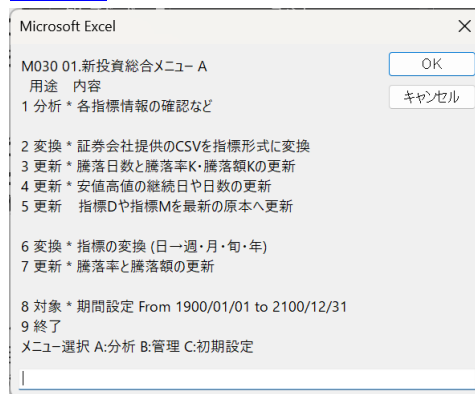 Microsoft Excel
M030 01.新投資総合メニュー A
用途 内容
1 分析 * 各指標情報の確認など
2 変換 * 証券会社提供のCSVを指標形式に変換
3 更新 * 騰落日数と騰落率K・騰落額Kの更新
4 更新 * 安値高値の継続日や日数の更新
5 更新 指標Dや指標Mを最新の原本へ更新
6 変換 * 指標の変換 (日→週・月・旬・年)
7 更新 * 騰落率と騰落額の更新
8 対象 * 期間設定 From 1900/01/01 to 2100/12/31
9 終了
メニュー選択 A:分析 B:管理 C:初期設定
OK
キャンセル